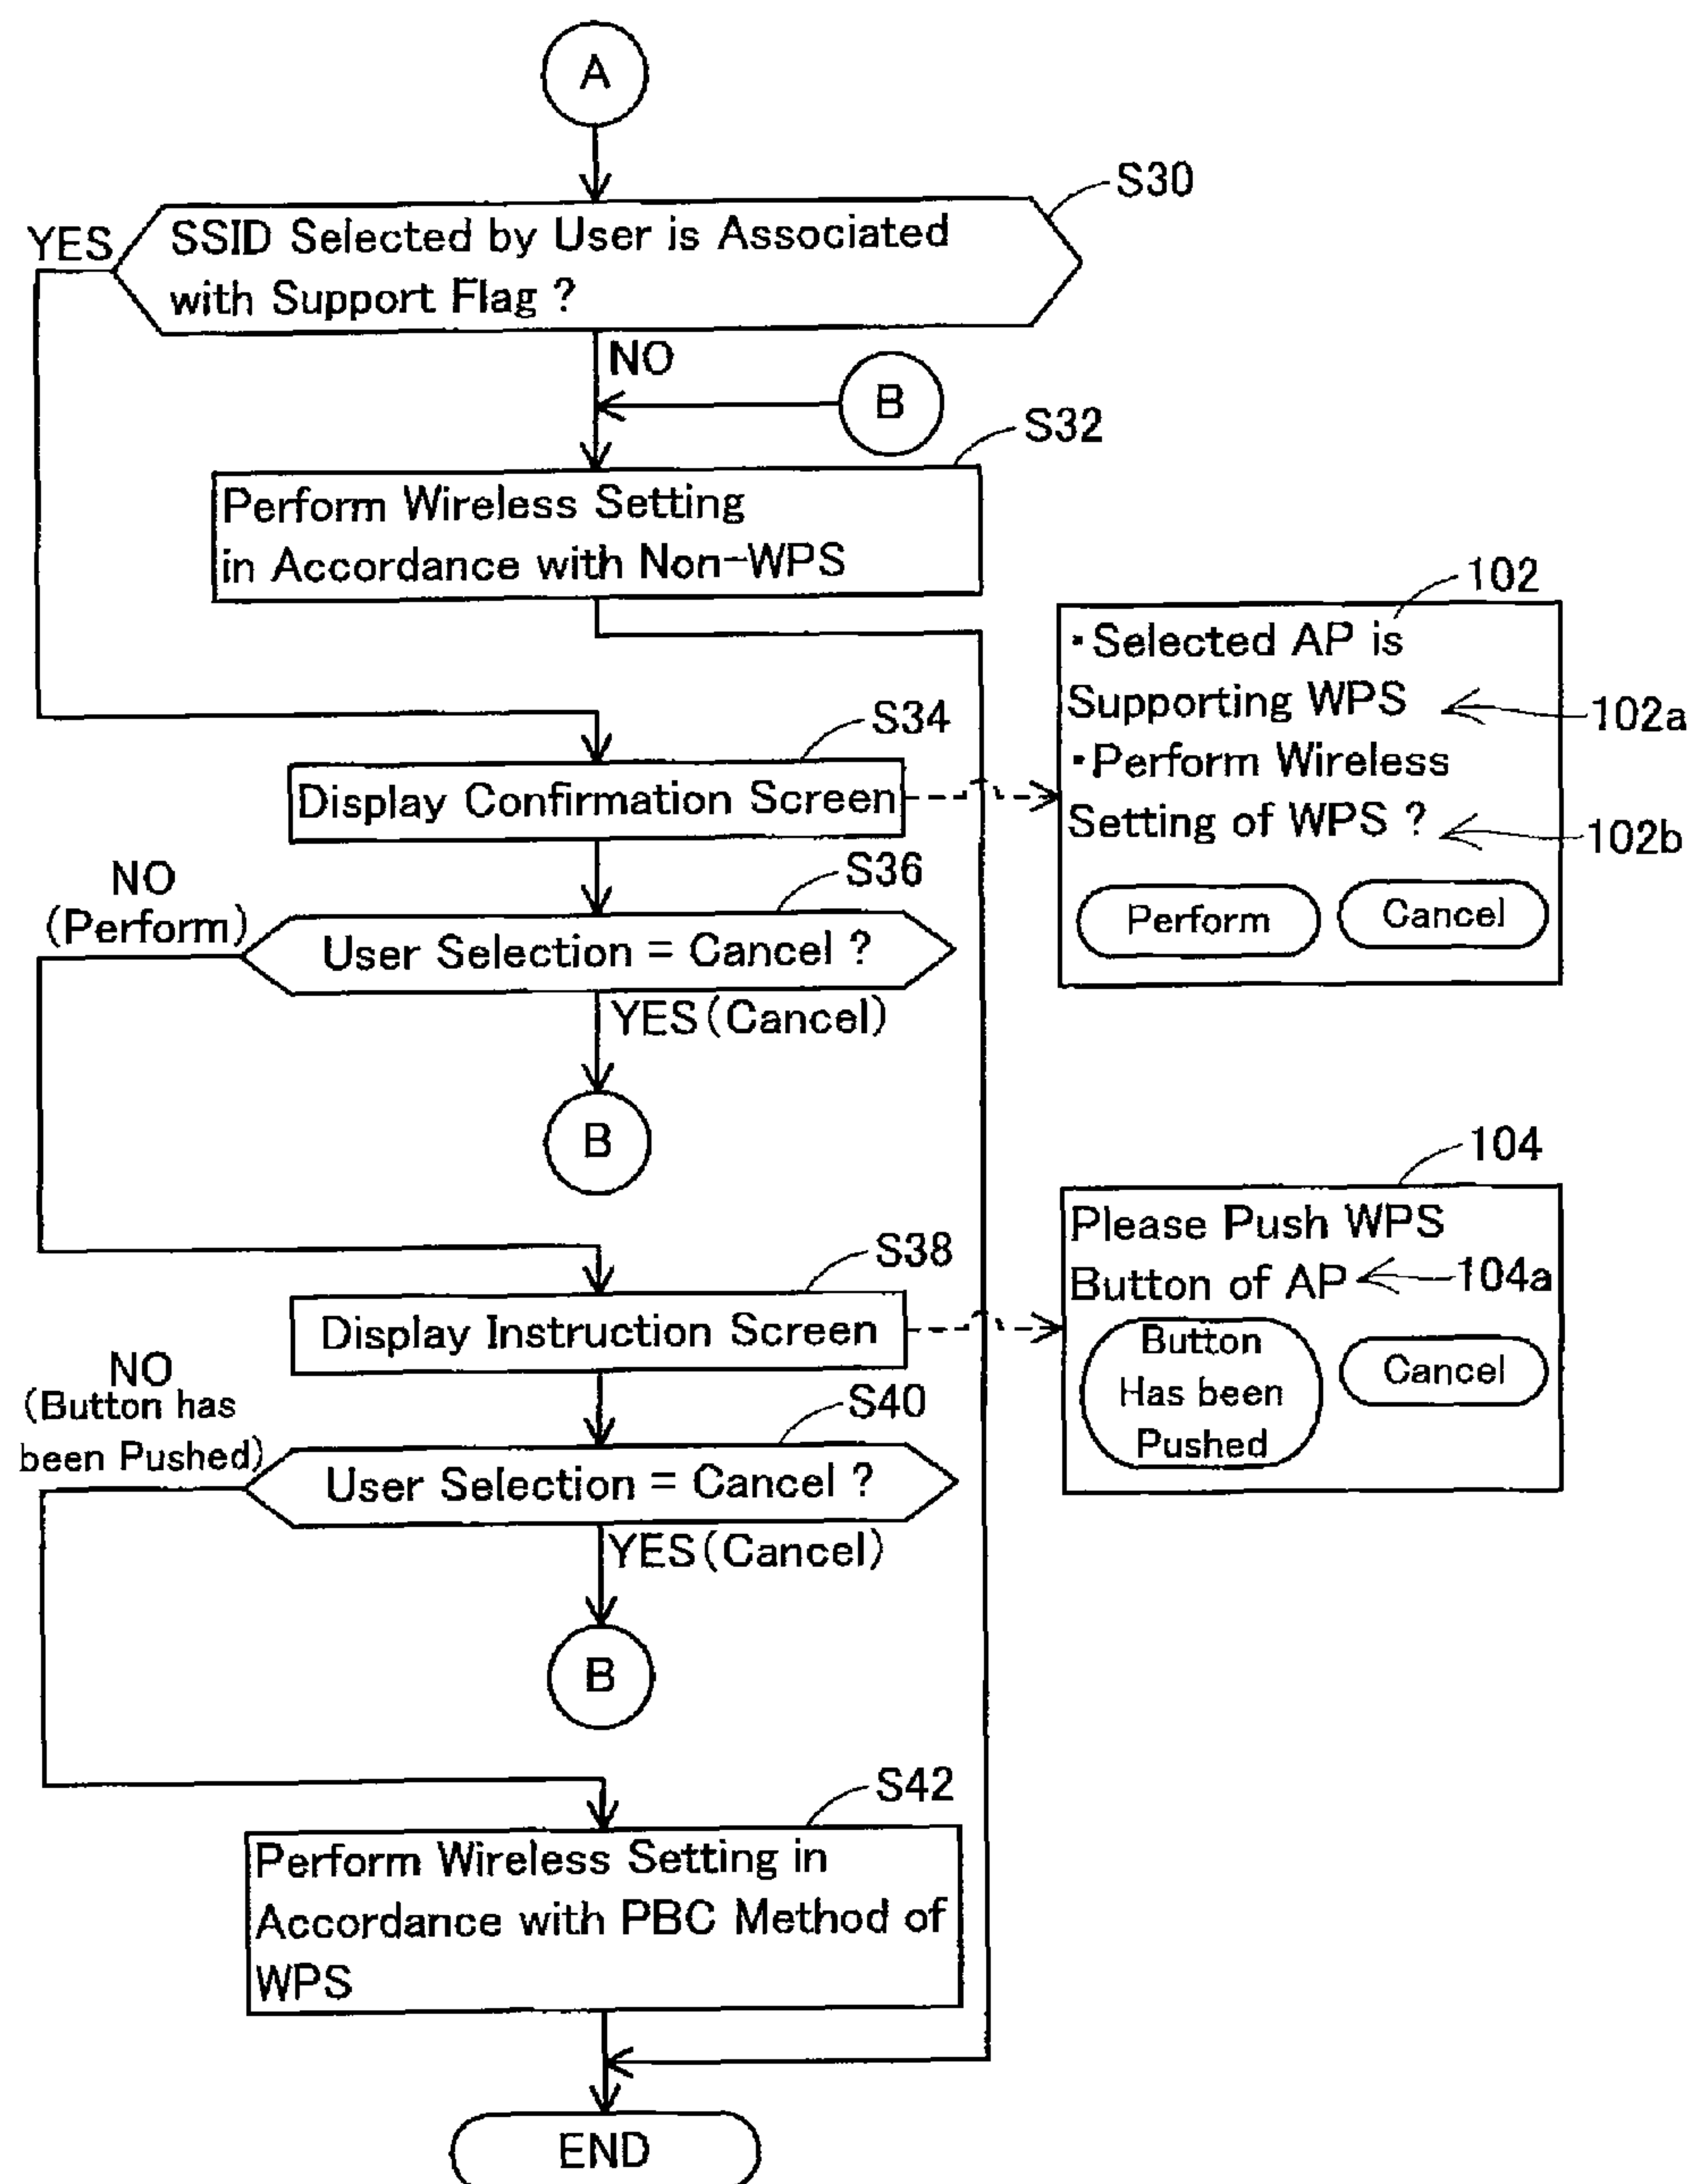 A
S30
YES
SSID Selected by User is Associated
with Support Flag ?
NO
B
S32
Perform Wireless Setting
in Accordance with Non-WPS
102
・Selected AP is
Supporting WPS
102a
・Perform Wireless
Setting of WPS ?
102b
Perform
Cancel
S34
Display Confirmation Screen
S36
NO
(Perform)
User Selection = Cancel ?
YES(Cancel)
B
104
Please Push WPS
Button of AP
104a
Button
Has been
Pushed
Cancel
S38
Display Instruction Screen
NO
(Button has
been Pushed)
S40
User Selection = Cancel ?
YES(Cancel)
B
S42
Perform Wireless Setting in
Accordance with PBC Method of
WPS
END